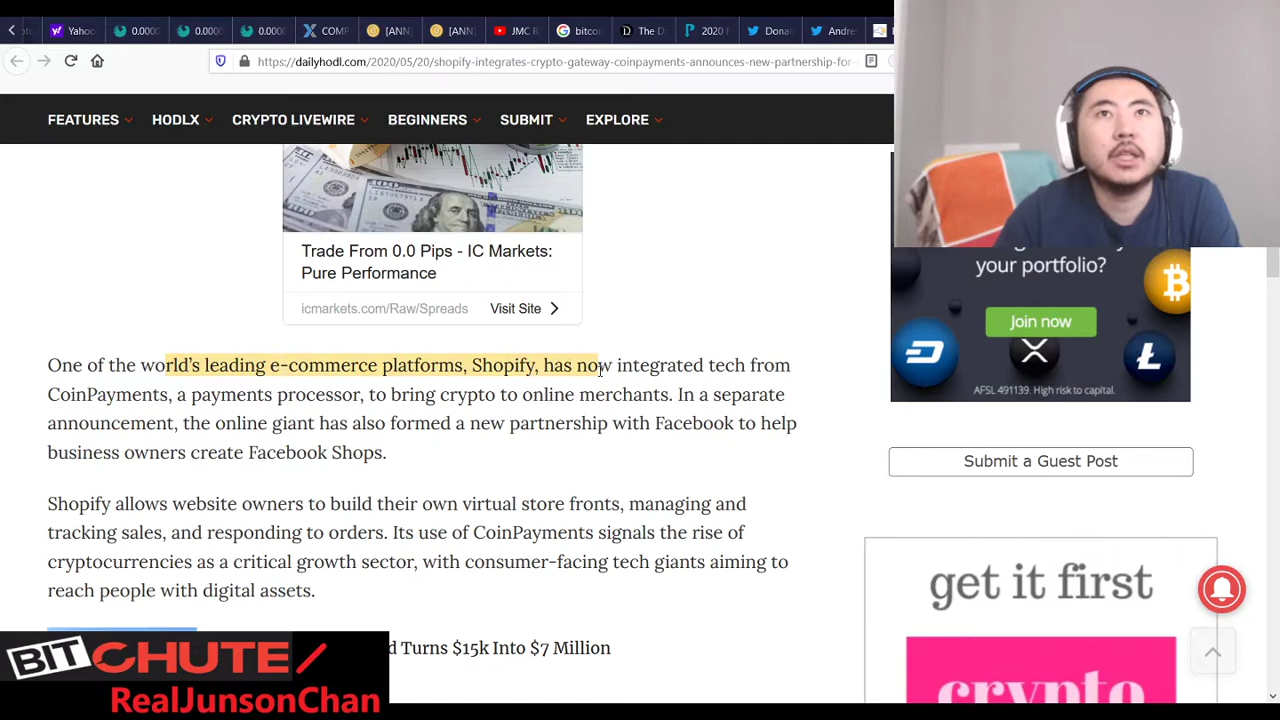 Yahoo
0.0000
0.0000
0.0000
COMP
[ANN]
[ANN]
JMC R
bitcoi
The D
2020 E
Dona
Andre
https://dailyhodl.com/2020/05/20/shopify-integrates-crypto-gateway-coinpayments-announces-new-partnership-for-
FEATURES
HODLX
CRYPTO LIVEWIRE
BEGINNERS
SUBMIT
EXPLORE
Trade From 0.0 Pips - IC Markets:
Pure Performance
icmarkets.com/Raw/Spreads
Visit Site
your portfolio?
Join now
AFSL 491139. High risk to capital.
One of the world's leading e-commerce platforms, Shopify, has now integrated tech from
CoinPayments, a payments processor, to bring crypto to online merchants. In a separate
announcement, the online giant has also formed a new partnership with Facebook to help
business owners create Facebook Shops.
Submit a Guest Post
Shopify allows website owners to build their own virtual store fronts, managing and
tracking sales, and responding to orders. Its use of CoinPayments signals the rise of
cryptocurrencies as a critical growth sector, with consumer-facing tech giants aiming to
reach people with digital assets.
get it first
crypto
d Turns $15k Into $7 Million
BITCHUTE
RealJunsonChan